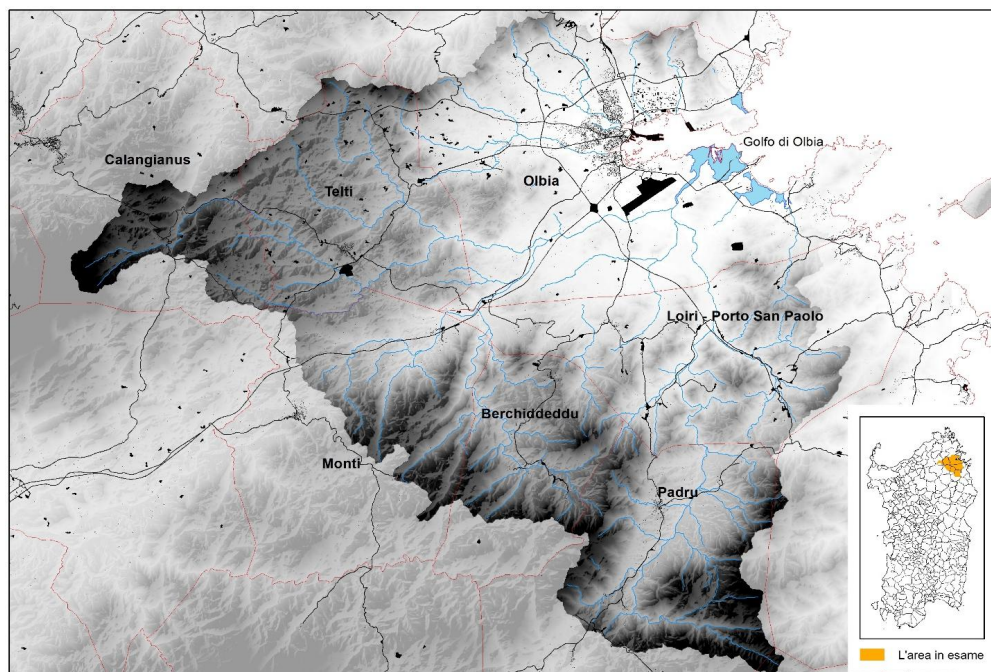 Golfo di Olbia
Calangianus
Telti
Olbia
Loiri - Porto San Paolo
Berchiddeddu
Monti
Padru
L'area in esame